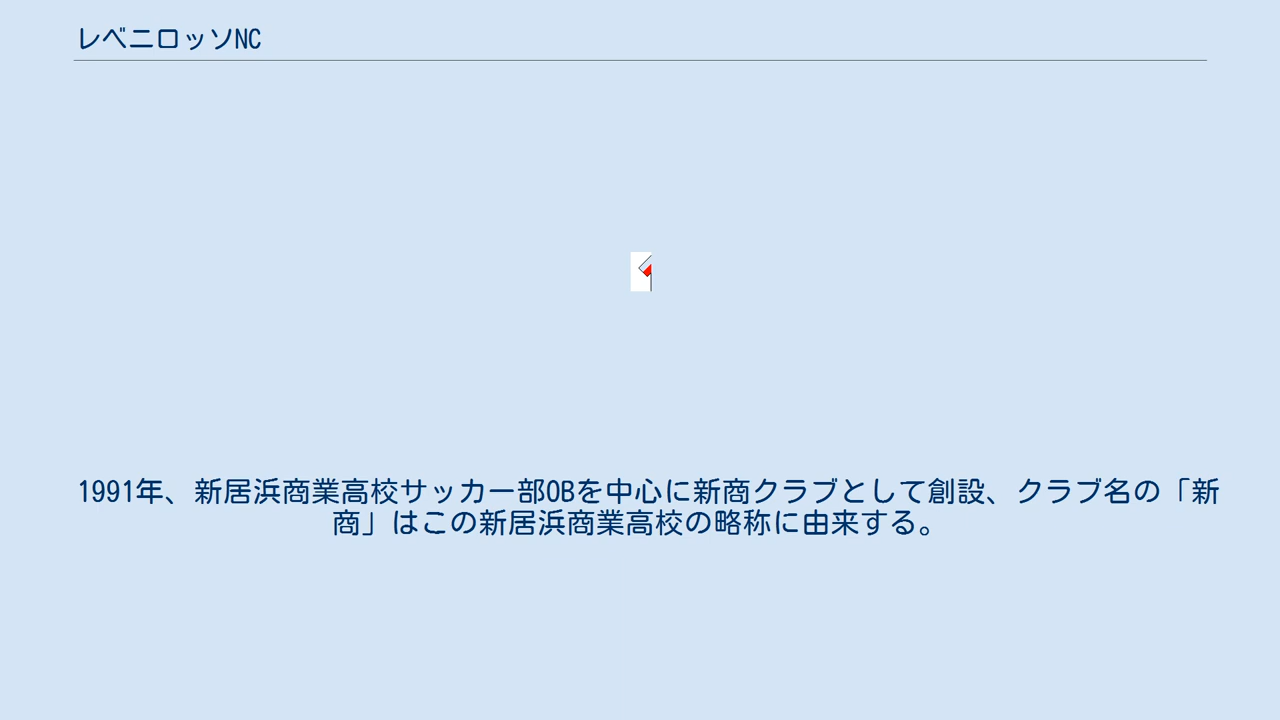 レベニロッソNC
1991年、新居浜商業高校サッカー部OBを中心に新商クラブとして創設、クラブ名の「新
商」はこの新居浜商業高校の略称に由来する。